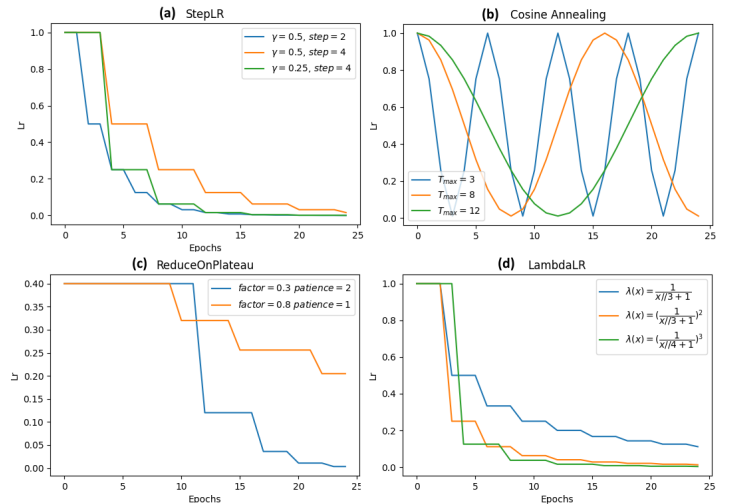 (a) StepLR
Lr
1.0
0.8
0.6
0.4
0.2
0.0
γ = 0.5, step = 2
γ = 0.5, step = 4
γ = 0.25, step = 4
0 5 10 15 20 25
Epochs
(b) Cosine Annealing
Lr
1.0
0.8
0.6
0.4
0.2
0.0
T_max = 3
T_max = 8
T_max = 12
0 5 10 15 20 25
(c) ReduceOnPlateau
Lr
0.40
0.35
0.30
0.25
0.20
0.15
0.10
0.05
0.00
factor = 0.3 patience = 2
factor = 0.8 patience = 1
0 5 10 15 20 25
Epochs
(d) LambdaLR
Lr
1.0
0.8
0.6
0.4
0.2
0.0
λ(x) = 1/(x//3 + 1)
λ(x) = (1/(x//3 + 1))²
λ(x) = (1/(x//4 + 1))³
0 5 10 15 20 25
Epochs